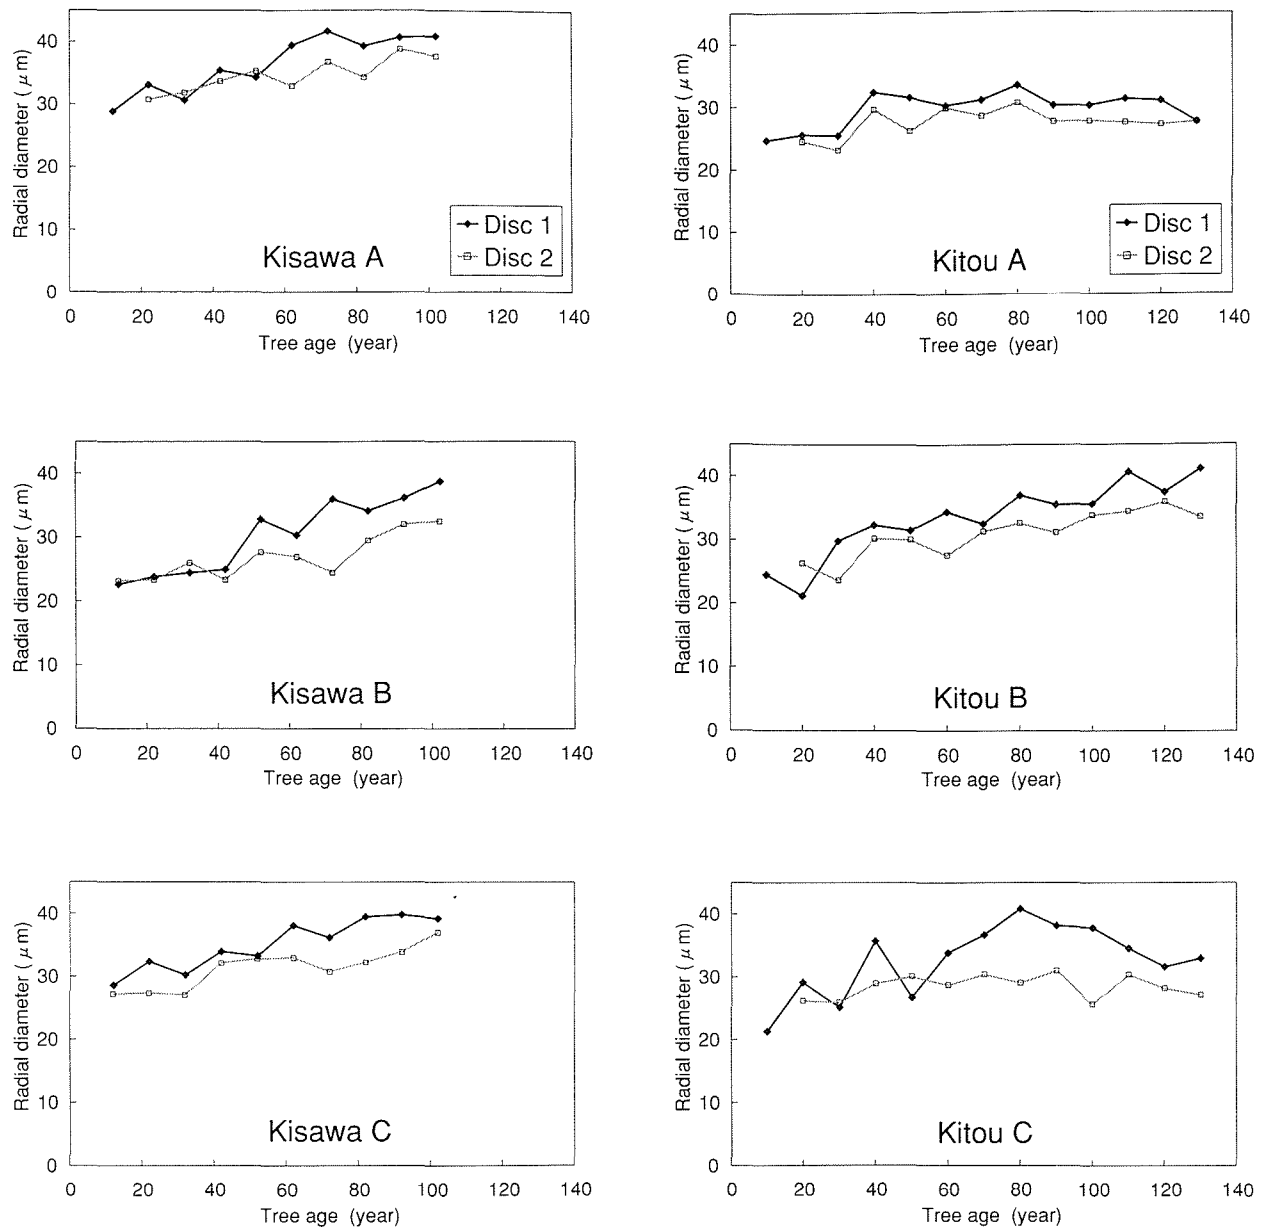 40
30
20
10
0
Radial diameter ( μm)
Disc 1
Disc 2
Kisawa A
0 20 40 60 80 100 120 140
Tree age (year)
40
30
20
10
0
Radial diameter ( μm)
Disc 1
Disc 2
Kitou A
0 20 40 60 80 100 120 140
Tree age (year)
40
30
20
10
0
Radial diameter ( μm)
Kisawa B
0 20 40 60 80 100 120 140
Tree age (year)
40
30
20
10
0
Radial diameter ( μm)
Kitou B
0 20 40 60 80 100 120 140
Tree age (year)
40
30
20
10
0
Radial diameter ( μm)
Kisawa C
0 20 40 60 80 100 120 140
Tree age (year)
40
30
20
10
0
Radial diameter ( μm)
Kitou C
0 20 40 60 80 100 120 140
Tree age (year)